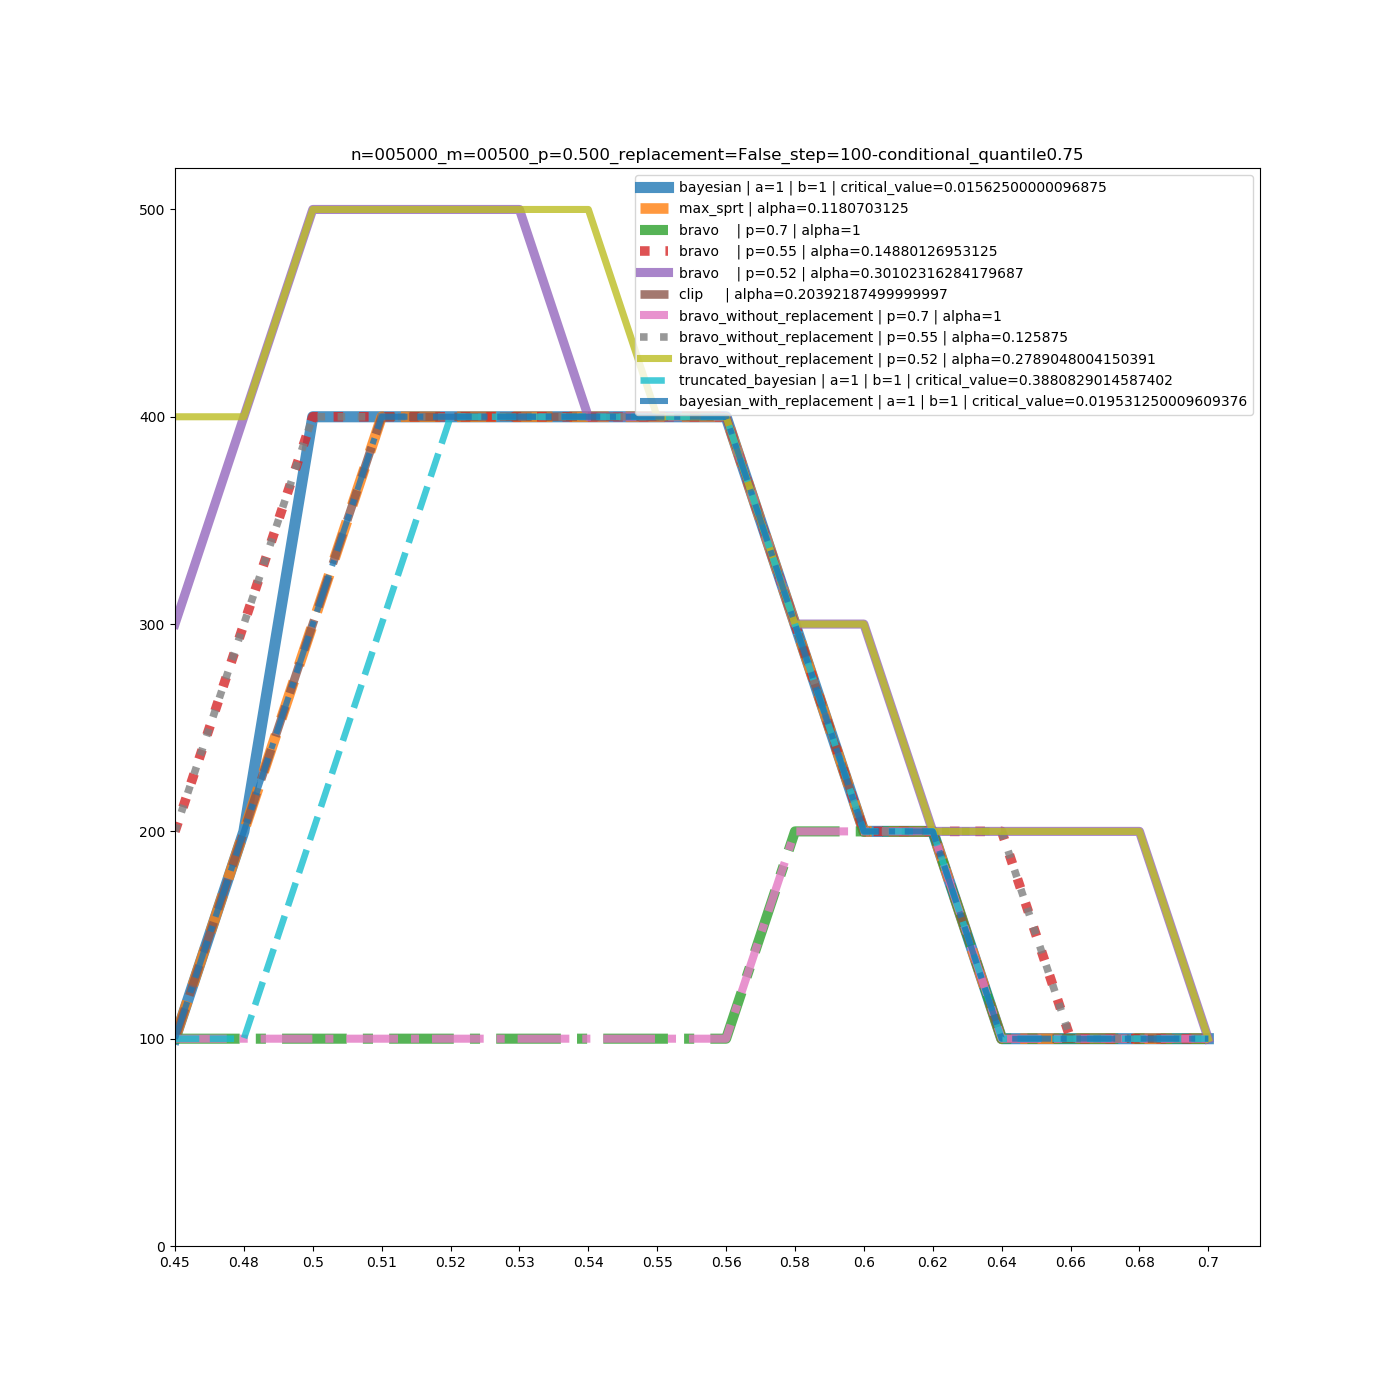 n=005000_m=00500_p=0.500_replacement=False_step=100-conditional_quantile0.75
bayesian | a=1 | b=1 | critical_value=0.01562500000096875
max_sprt | alpha=0.1180703125
bravo | p=0.7 | alpha=1
bravo | p=0.55 | alpha=0.14880126953125
bravo | p=0.52 | alpha=0.30102316284179687
clip | alpha=0.20392187499999997
bravo_without_replacement | p=0.7 | alpha=1
bravo_without_replacement | p=0.55 | alpha=0.125875
bravo_without_replacement | p=0.52 | alpha=0.2789048004150391
truncated_bayesian | a=1 | b=1 | critical_value=0.3880829014587402
bayesian_with_replacement | a=1 | b=1 | critical_value=0.019531250009609376
500
400
300
200
100
0
0.45 0.48 0.5 0.51 0.52 0.53 0.54 0.55 0.56 0.58 0.6 0.62 0.64 0.66 0.68 0.7